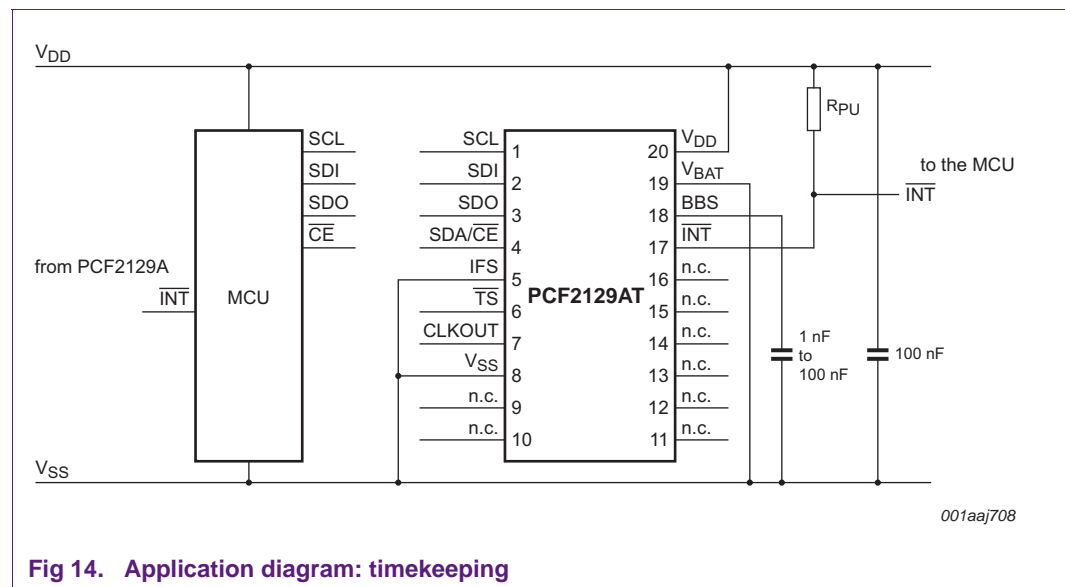 VDD
SCL
SDI
SDO
CE
from PCF2129A
INT
MCU
SCL 1
SDI 2
SDO 3
SDA/CE 4
IFS 5
TS 6
CLKOUT 7
VSS 8
n.c. 9
n.c. 10
PCF2129AT
20 VDD
19 VBAT
18 BBS
17 INT
16 n.c.
15 n.c.
14 n.c.
13 n.c.
12 n.c.
11 n.c.
RPU
to the MCU
INT
1 nF
to
100 nF
100 nF
VSS
001aaj708
Fig 14. Application diagram: timekeeping